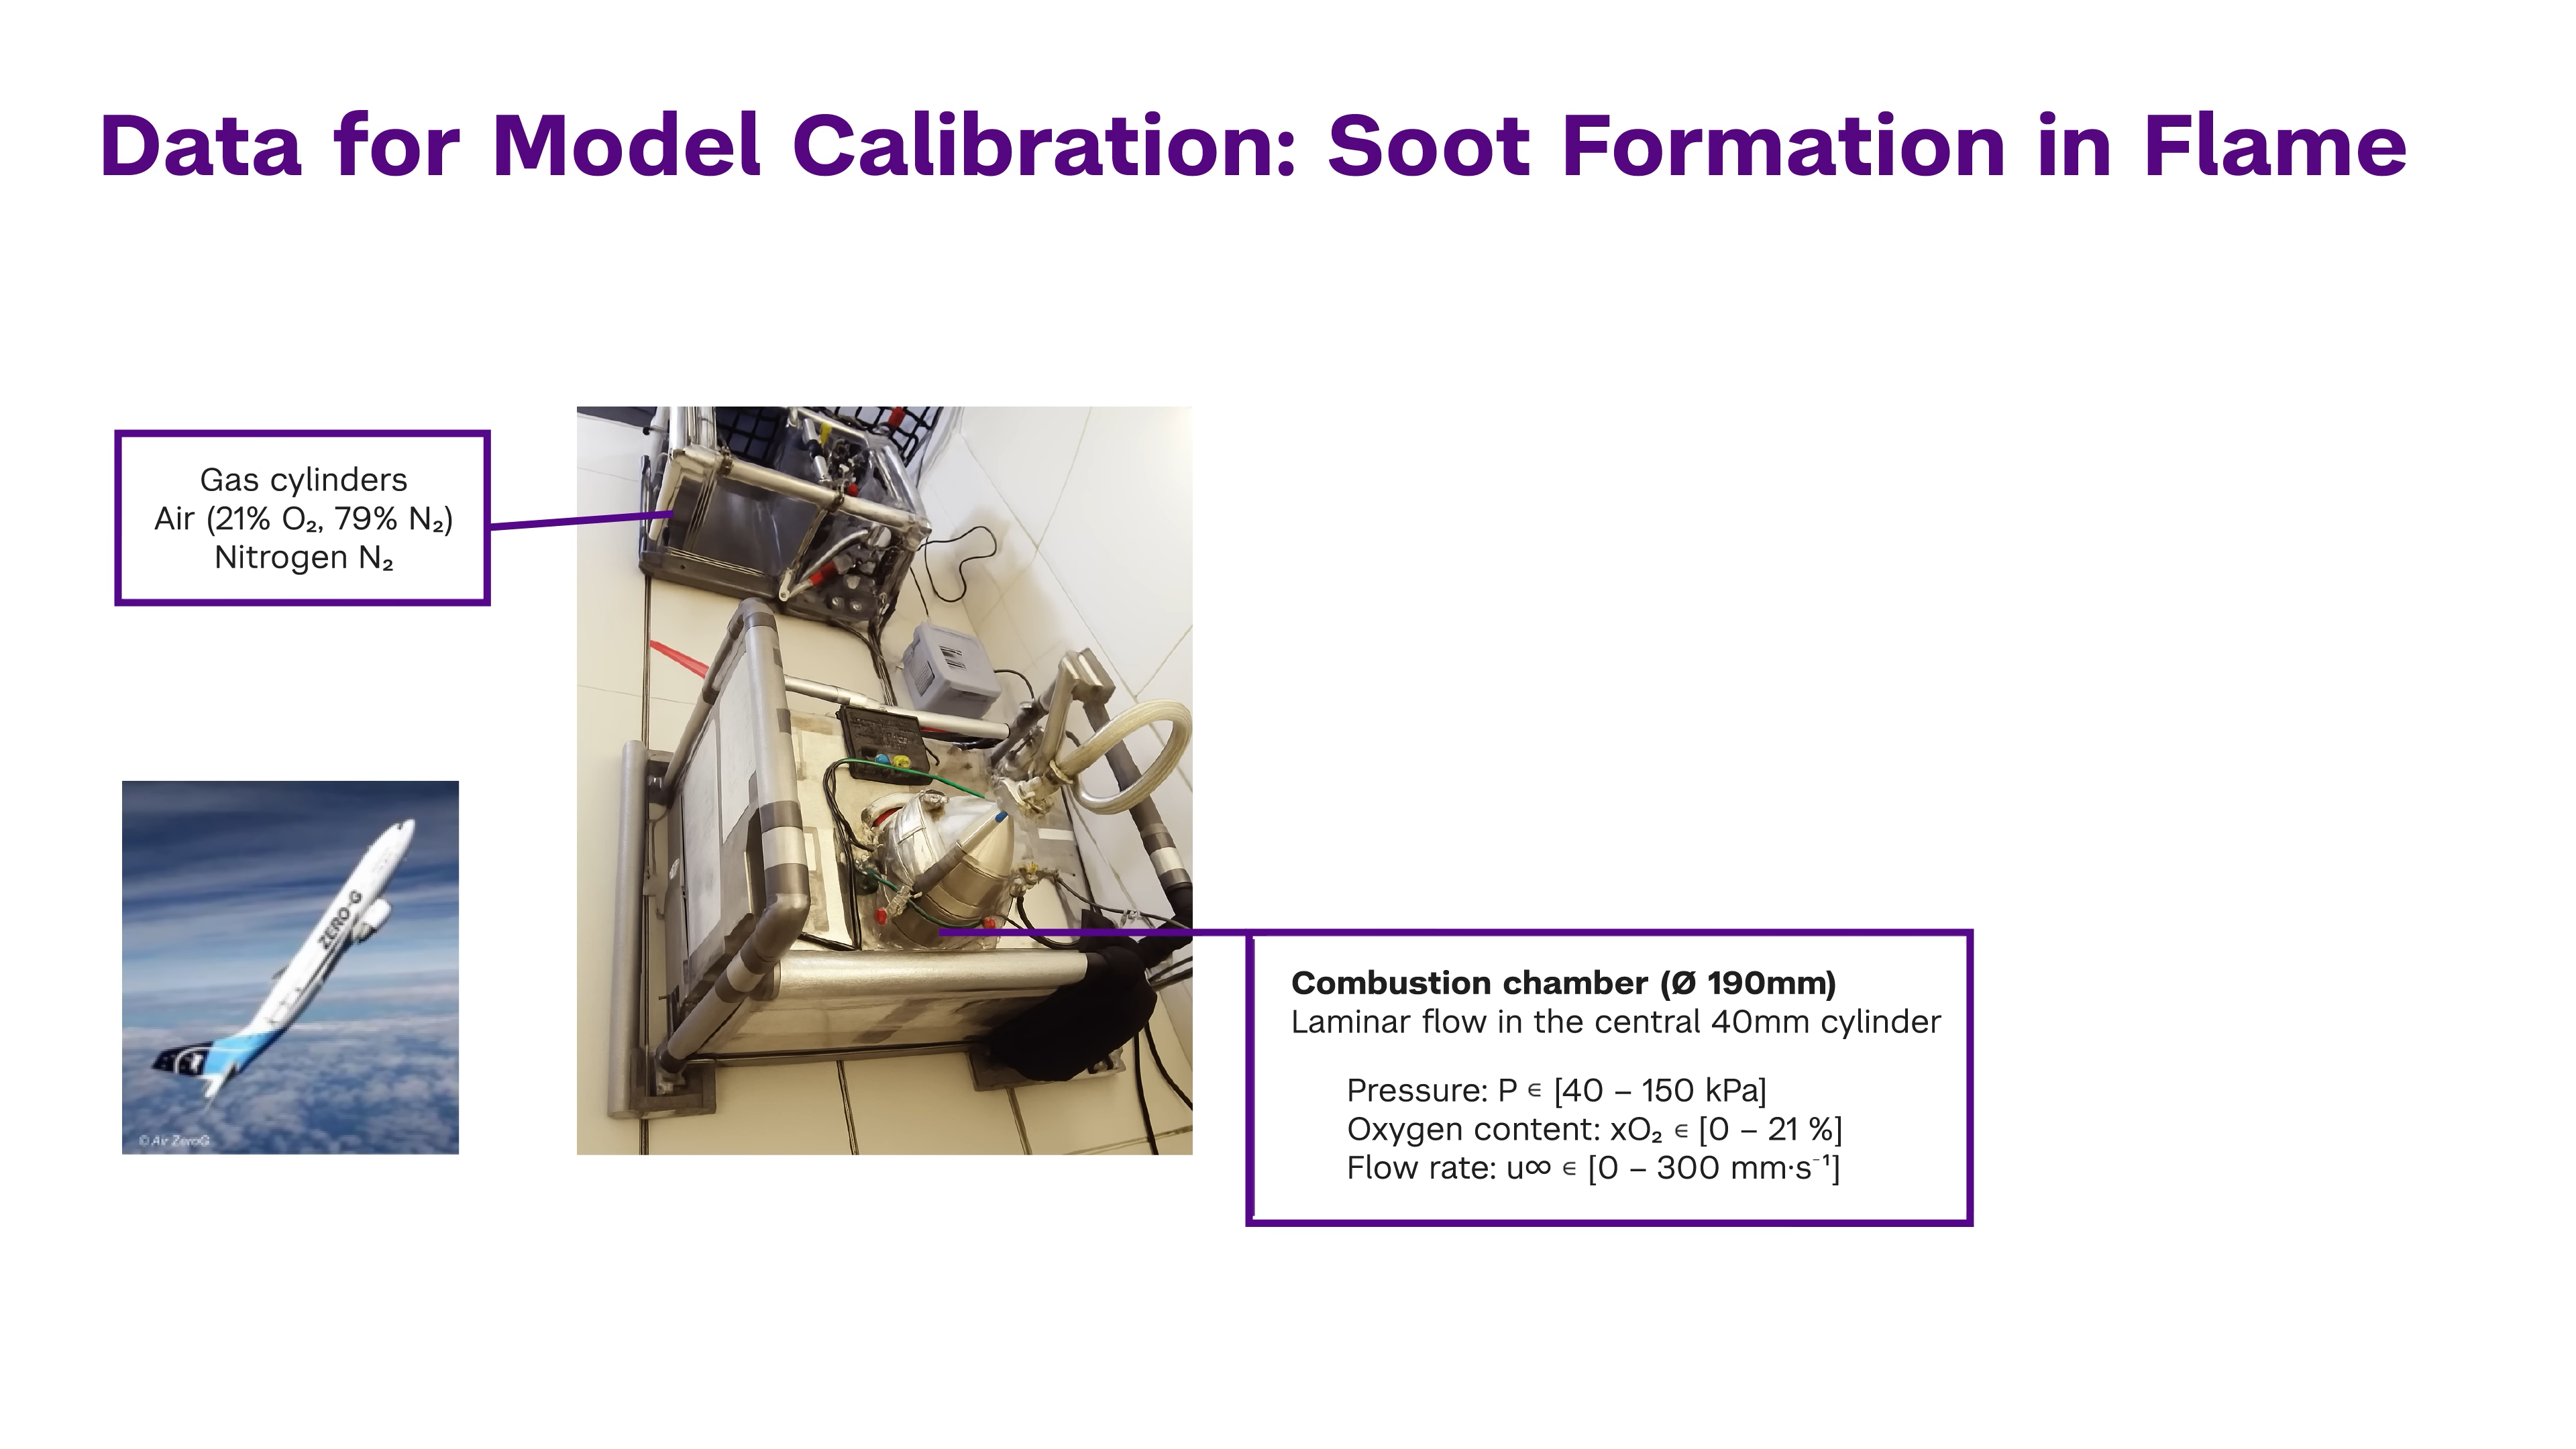 Data for Model Calibration: Soot Formation in Flame
Gas cylinders
Air (21% O₂, 79% N₂)
Nitrogen N₂
ZERO-G
© Air ZeroG
Combustion chamber (Ø 190mm)
Laminar flow in the central 40mm cylinder
Pressure: P ∈ [40 – 150 kPa]
Oxygen content: xO₂ ∈ [0 – 21 %]
Flow rate: u∞ ∈ [0 – 300 mm·s⁻¹]